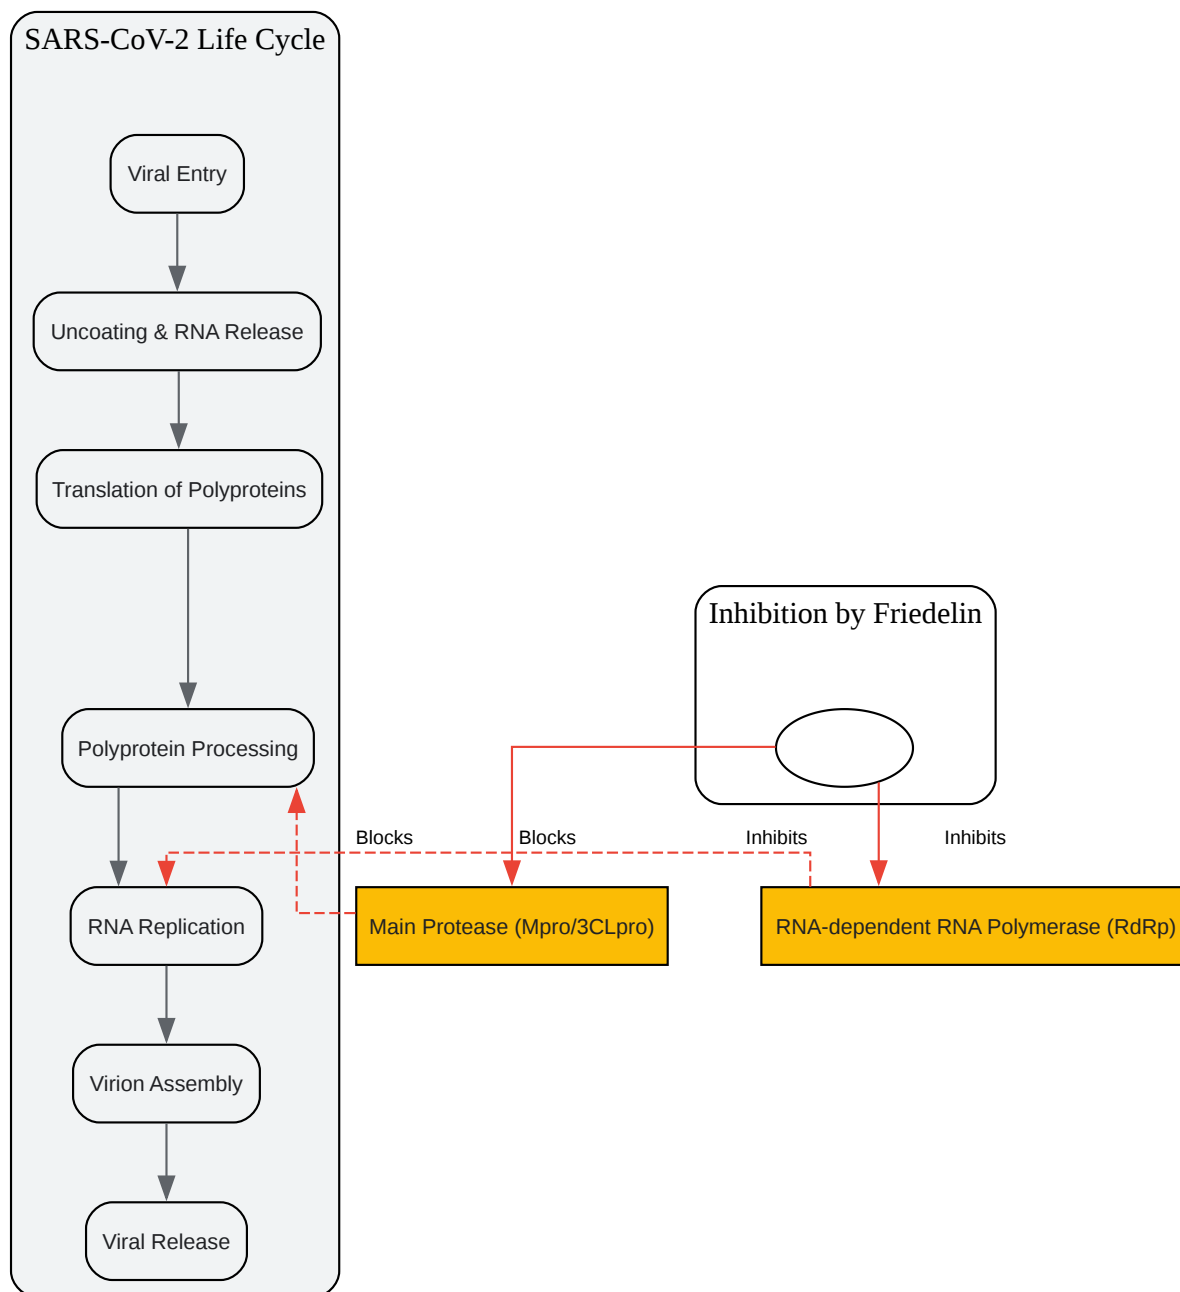 SARS-CoV-2 Life Cycle
Viral Entry
Uncoating & RNA Release
Translation of Polyproteins
Inhibition by Friedelin
Polyprotein Processing
Blocks
Blocks
Inhibits
Inhibits
RNA Replication
Main Protease (Mpro/3CLpro)
RNA-dependent RNA Polymerase (RdRp)
Virion Assembly
Viral Release